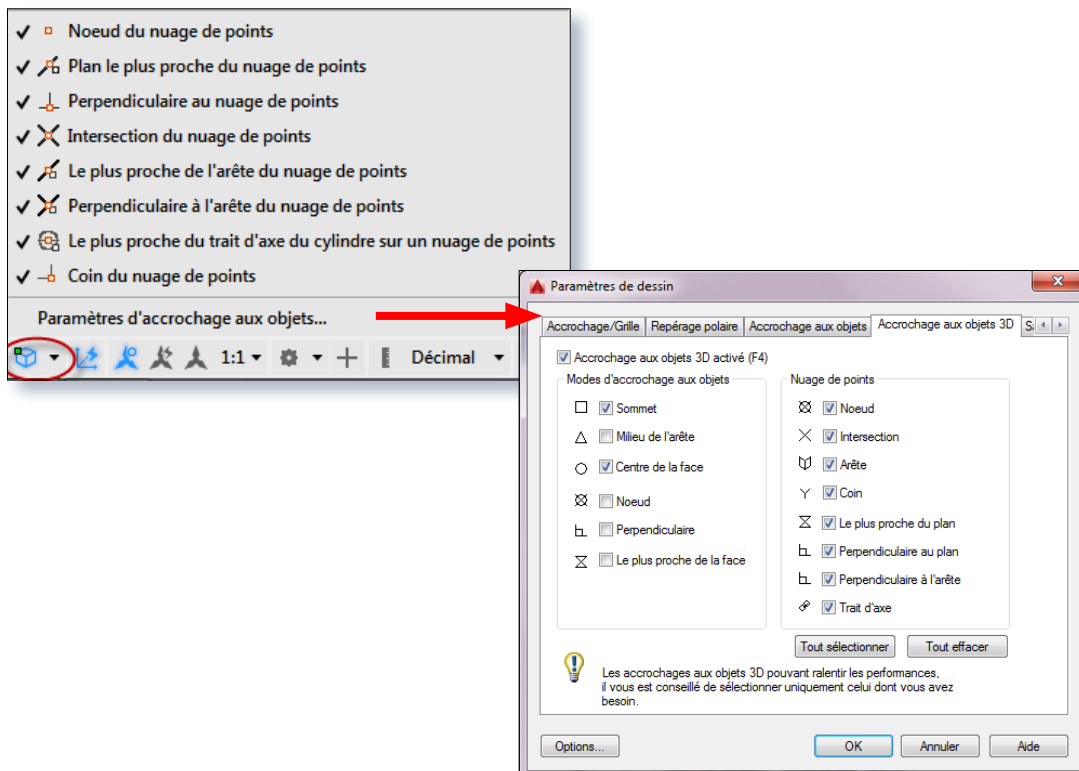 Noeud du nuage de points
Plan le plus proche du nuage de points
Perpendiculaire au nuage de points
Intersection du nuage de points
Le plus proche de l'arête du nuage de points
Perpendiculaire à l'arête du nuage de points
Le plus proche du trait d'axe du cylindre sur un nuage de points
Coin du nuage de points
Paramètres d'accrochage aux objets...
1:1 Décimal
Paramètres de dessin
Accrochage/Grille Repérage polaire Accrochage aux objets Accrochage aux objets 3D S
Accrochage aux objets 3D activé (F4)
Modes d'accrochage aux objets
Sommet
Milieu de l'arête
Centre de la face
Noeud
Perpendiculaire
Le plus proche de la face
Nuage de points
Noeud
Intersection
Arête
Coin
Le plus proche du plan
Perpendiculaire au plan
Perpendiculaire à l'arête
Trait d'axe
Tout sélectionner Tout effacer
Les accrochages aux objets 3D pouvant ralentir les performances,
il vous est conseillé de sélectionner uniquement celui dont vous avez
besoin.
Options... OK Annuler Aide